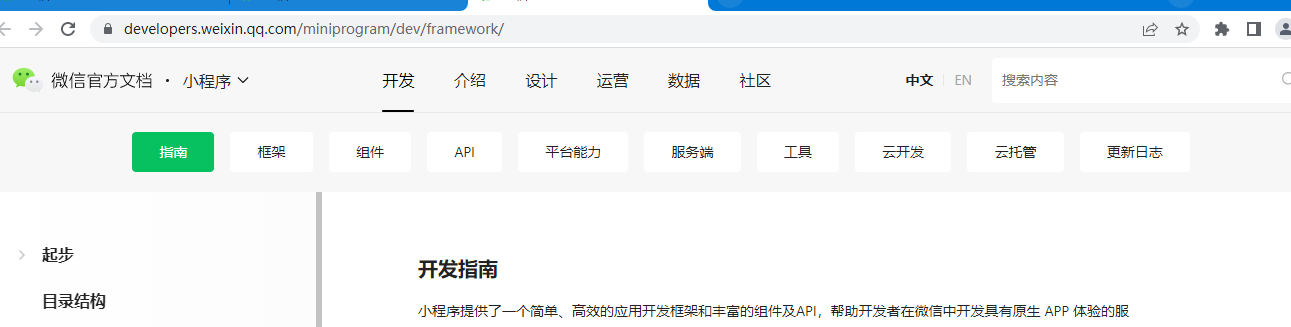 developers.weixin.qq.com/miniprogram/dev/framework/
微信官方文档 · 小程序 开发 介绍 设计 运营 数据 社区 中文 EN 搜索内容
指南 框架 组件 API 平台能力 服务端 工具 云开发 云托管 更新日志
起步
目录结构
开发指南
小程序提供了一个简单、高效的应用开发框架和丰富的组件及API，帮助开发者在微信中开发具有原生 APP 体验的服